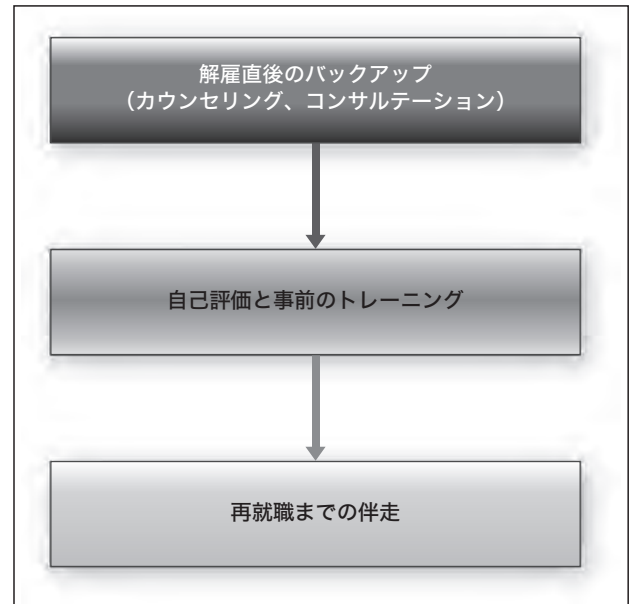 解雇直後のバックアップ
（カウンセリング、コンサルテーション）
自己評価と事前のトレーニング
再就職までの伴走